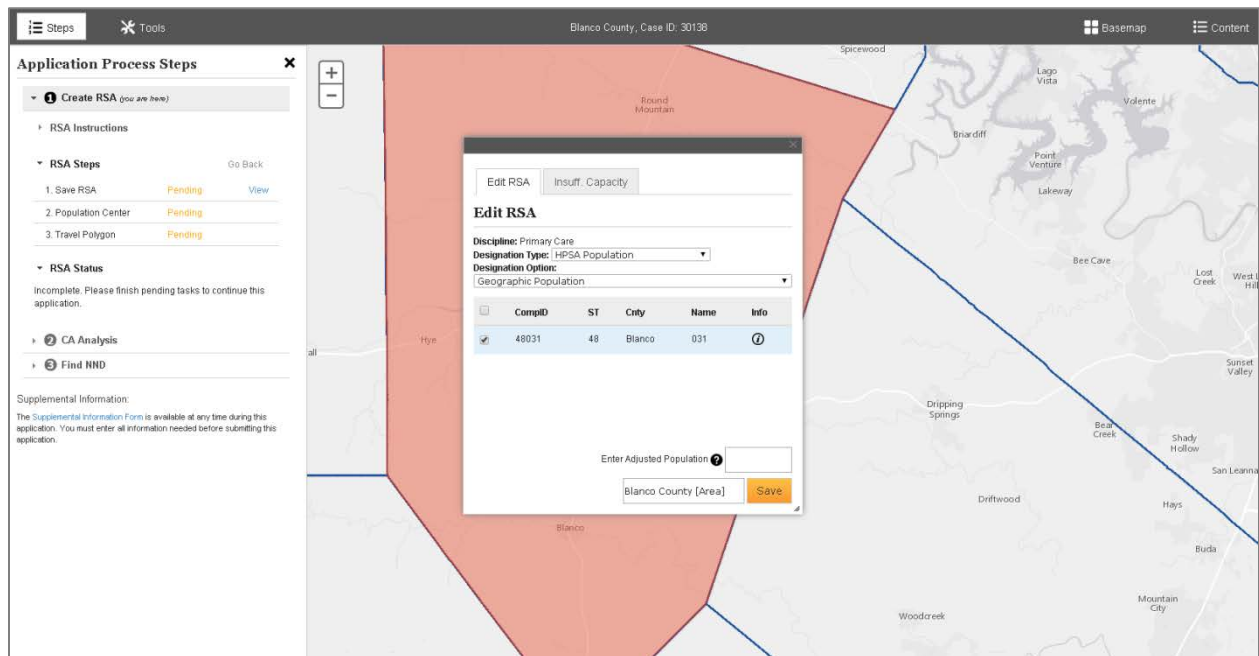 Steps
Tools
Blanco County, Case ID: 30138
Basemap
Content
Application Process Steps
1 Create RSA (you are here)
RSA Instructions
RSA Steps Go Back
1. Save RSA Pending View
2. Population Center Pending
3. Travel Polygon Pending
RSA Status
Incomplete. Please finish pending tasks to continue this
application.
2 CA Analysis
3 Find NND
Supplemental Information:
The Supplemental Information Form is available at any time during this
application. You must enter all information needed before submitting this
application.
+
−
Edit RSA Insuff. Capacity
Edit RSA
Discipline: Primary Care
Designation Type: HPSA Population
Designation Option:
Geographic Population
CompID ST Cnty Name Info
48031 48 Blanco 031
Enter Adjusted Population ?
Blanco County [Area] Save
Spicewood
Round
Mountain
Lago
Vista
Volente
Briarcliff
Point
Venture
Lakeway
Bee Cave
Lost
Creek
West L
Hill
Hye
all
Sunset
Valley
Dripping
Springs
Bear
Creek
Shady
Hollow
San Leanna
Driftwood
Hays
Blanco
Buda
Mountain
City
Woodcreek